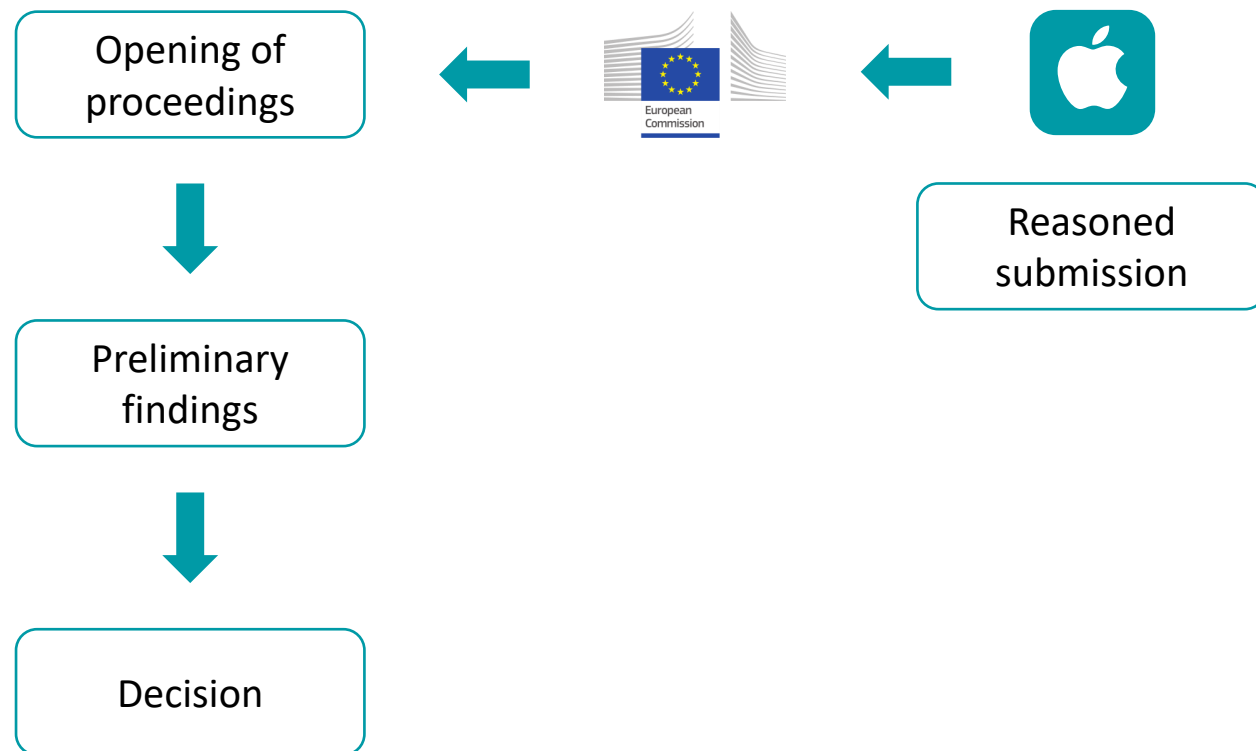 Opening of
proceedings
European
Commission
Reasoned
submission
Preliminary
findings
Decision